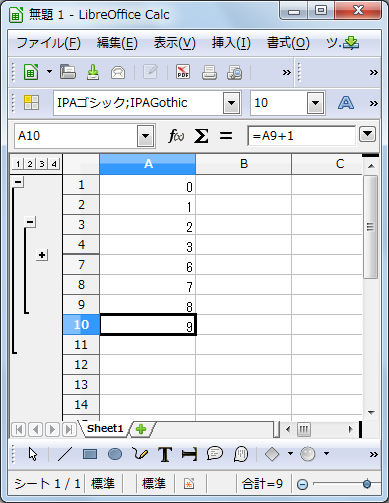 無題 1 - LibreOffice Calc
ファイル(F) 編集(E) 表示(V) 挿入(I) 書式(O) ツ
PDF
IPAゴシック;IPAGothic 10 A
A10 f(x) Σ = =A9+1
1 2 3 4 A B C
1 0
2 1
3 2
4 3
7 6
8 7
9 8
10 9
11
12
13
14
Sheet1
T
シート 1 / 1 標準 標準 合計=9